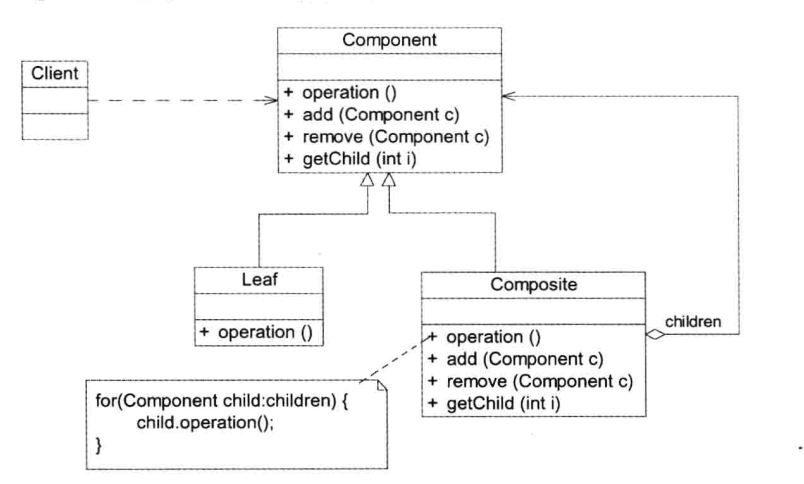 Component
Client
+ operation ()
+ add (Component c)
+ remove (Component c)
+ getChild (int i)
Leaf
+ operation ()
Composite
+ operation ()
+ add (Component c)
+ remove (Component c)
+ getChild (int i)
children
for(Component child:children) {
child.operation();
}